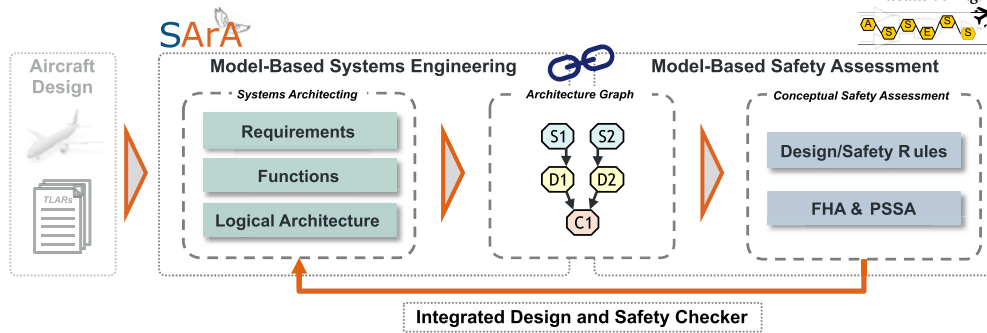 SArA
A S S E S S
Aircraft
Design
Model-Based Systems Engineering
Model-Based Safety Assessment
Systems Architecting
Architecture Graph
Conceptual Safety Assessment
Requirements
Functions
Logical Architecture
TLARs
S1 S2
D1 D2
C1
Design/Safety Rules
FHA & PSSA
Integrated Design and Safety Checker